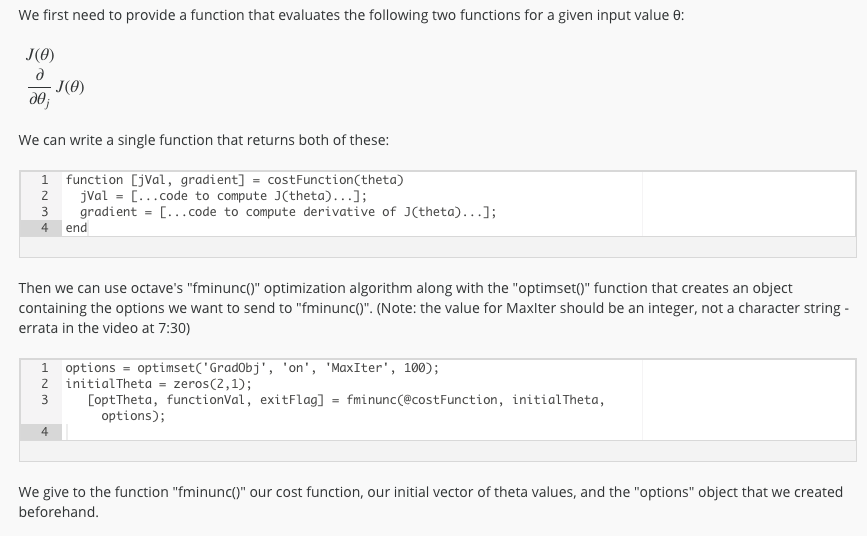 We first need to provide a function that evaluates the following two functions for a given input value θ:
J(θ)
∂
∂θj J(θ)
We can write a single function that returns both of these:
1 function [jVal, gradient] = costFunction(theta)
2 jVal = [...code to compute J(theta)...];
3 gradient = [...code to compute derivative of J(theta)...];
4 end
Then we can use octave's "fminunc()" optimization algorithm along with the "optimset()" function that creates an object
containing the options we want to send to "fminunc()". (Note: the value for MaxIter should be an integer, not a character string -
errata in the video at 7:30)
1 options = optimset('GradObj', 'on', 'MaxIter', 100);
2 initialTheta = zeros(2,1);
3 [optTheta, functionVal, exitFlag] = fminunc(@costFunction, initialTheta,
options);
4
We give to the function "fminunc()" our cost function, our initial vector of theta values, and the "options" object that we created
beforehand.